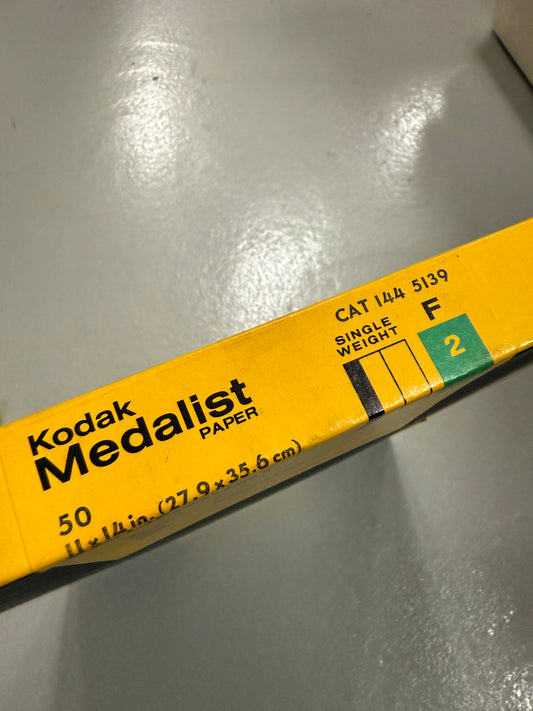 Kodak
Medalist
PAPER
50
11 x 14 in. (27.9 x 35.6 cm)
CAT 144 5139
SINGLE
WEIGHT
F
2